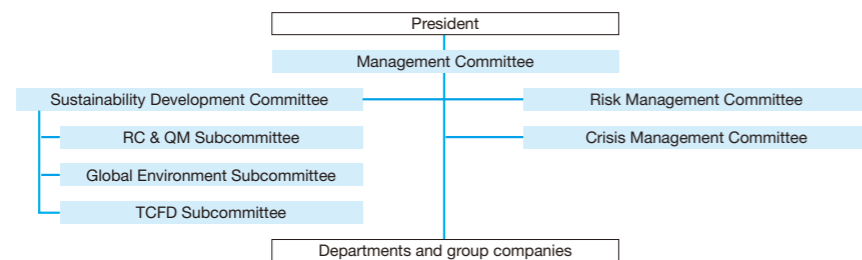 President
Management Committee
Sustainability Development Committee
Risk Management Committee
RC & QM Subcommittee
Crisis Management Committee
Global Environment Subcommittee
TCFD Subcommittee
Departments and group companies